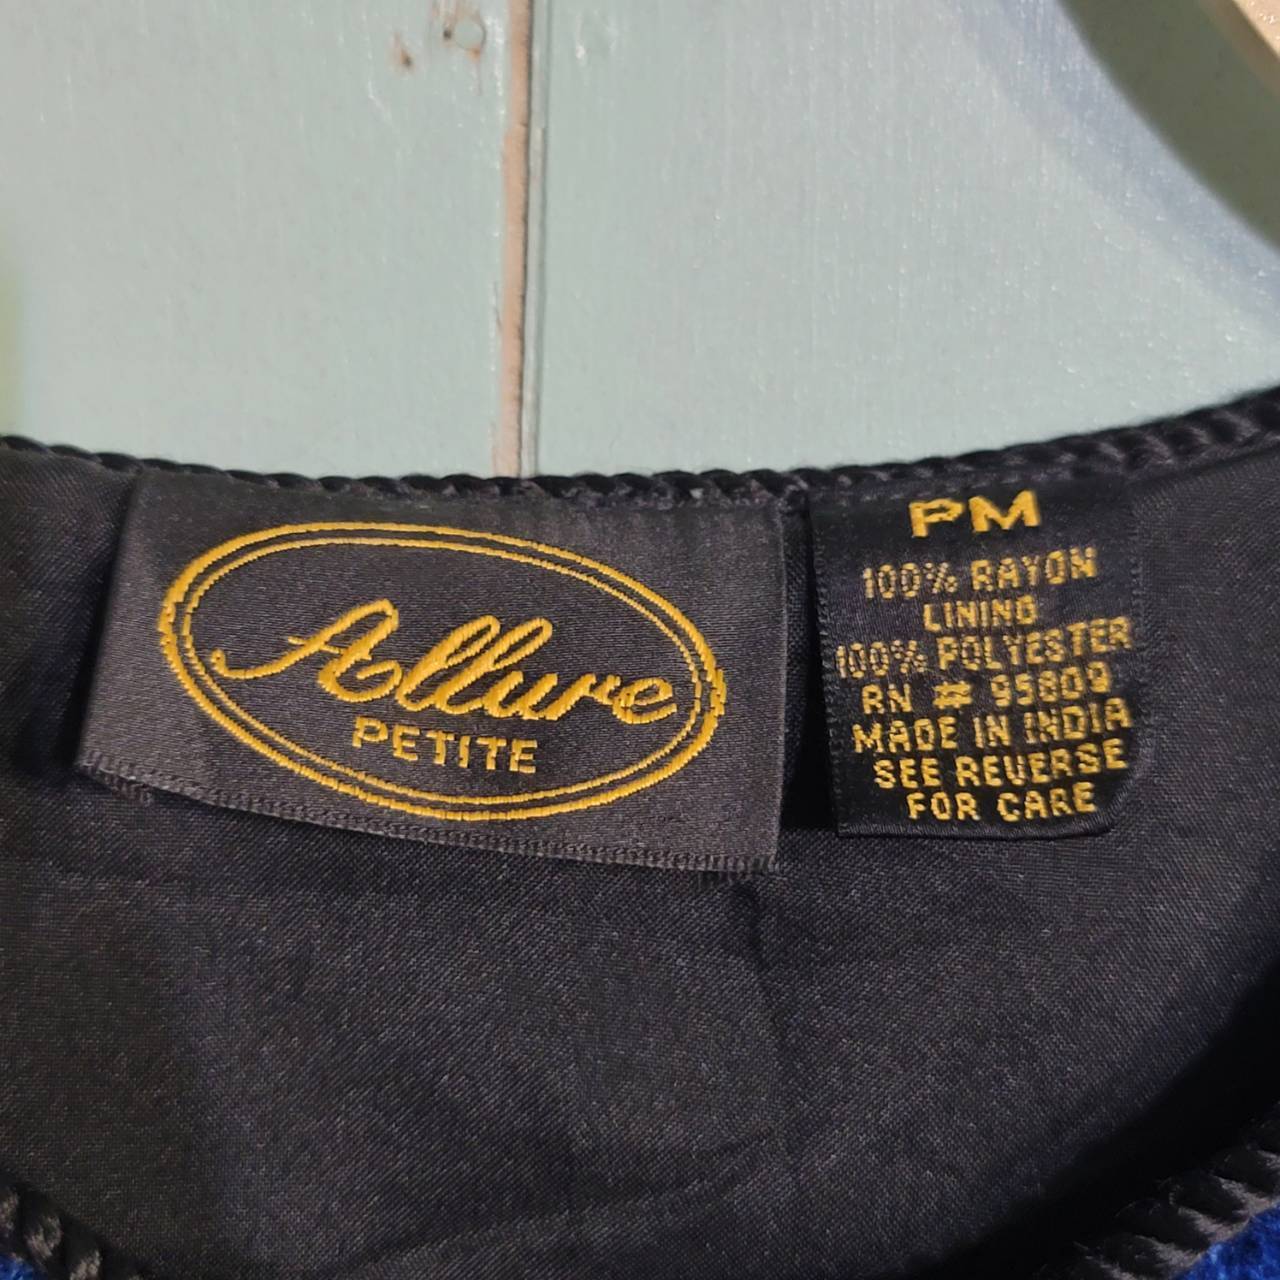 Allure
PETITE
PM
100% RAYON
LINING
100% POLYESTER
RN # 95809
MADE IN INDIA
SEE REVERSE
FOR CARE